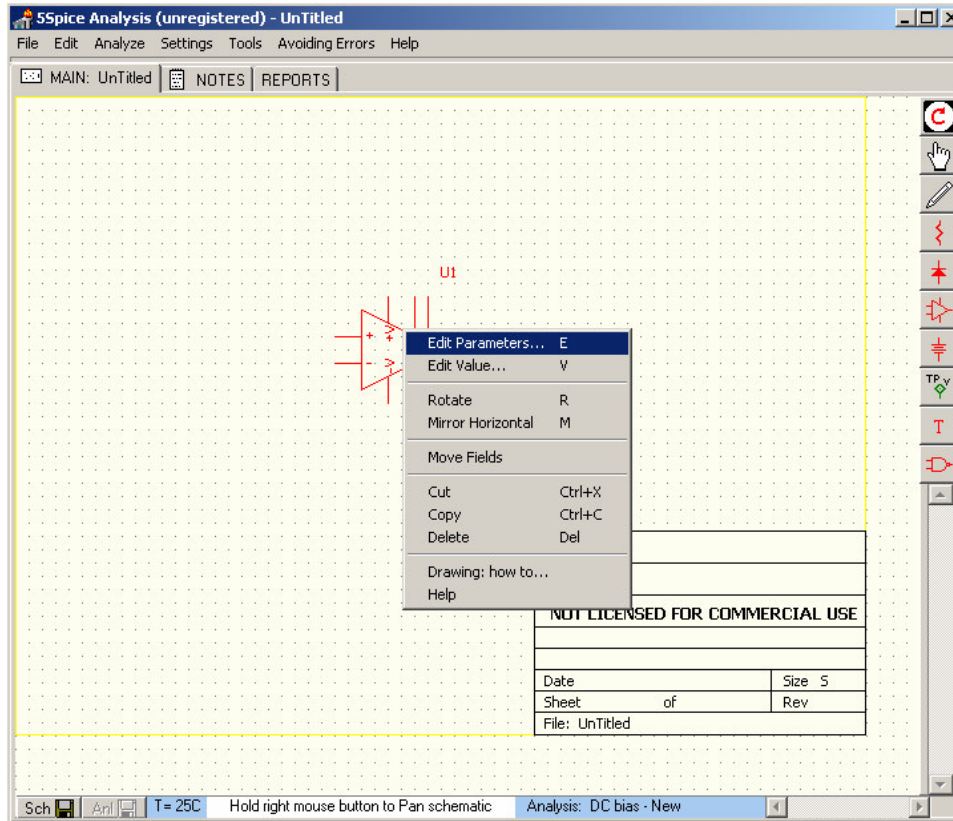 5Spice Analysis (unregistered) - UnTitled
File Edit Analyze Settings Tools Avoiding Errors Help
MAIN: UnTitled NOTES REPORTS
U1
Edit Parameters... E
Edit Value... V
Rotate R
Mirror Horizontal M
Move Fields
Cut Ctrl+X
Copy Ctrl+C
Delete Del
Drawing: how to...
Help
TP V
T
NOT LICENSED FOR COMMERCIAL USE
Date Size S
Sheet of Rev
File: UnTitled
Sch Anl T= 25C Hold right mouse button to Pan schematic Analysis: DC bias - New